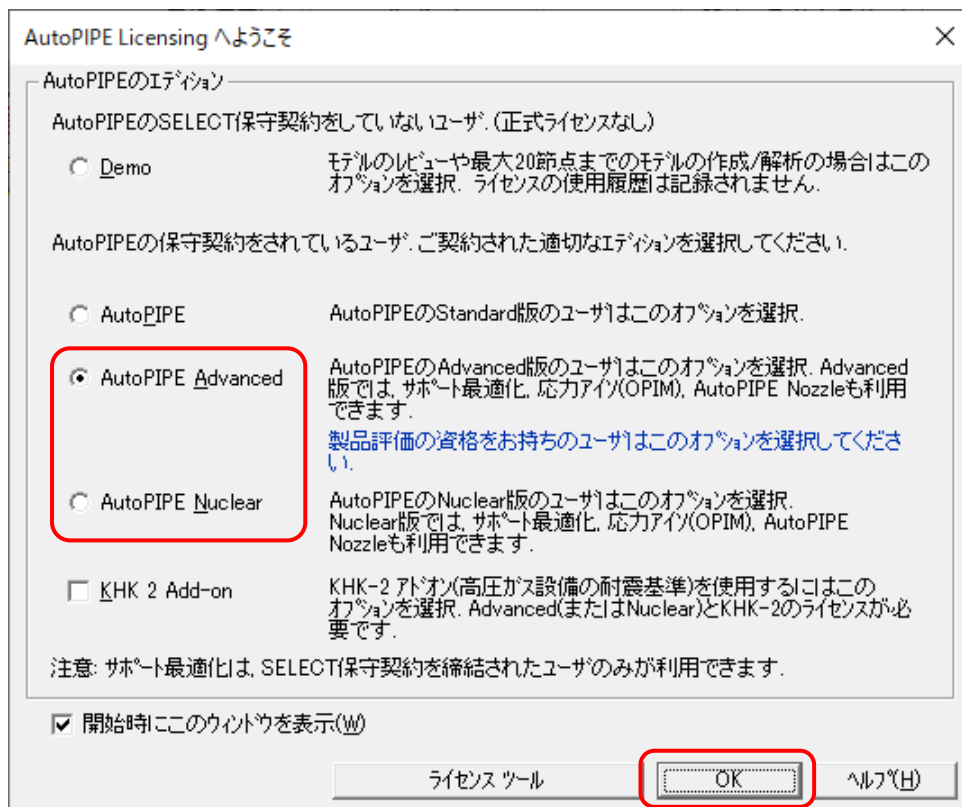 AutoPIPE Licensing へようこそ
AutoPIPEのエディション
AutoPIPEのSELECT保守契約をしていないユーザ.(正式ライセンスなし)
Demo
モデルのレビューや最大20節点までのモデルの作成/解析の場合はこの
オプションを選択. ライセンスの使用履歴は記録されません.
AutoPIPEの保守契約をされているユーザ. ご契約された適切なエディションを選択してください.
AutoPIPE
AutoPIPEのStandard版のユーザはこのオプションを選択.
AutoPIPE Advanced
AutoPIPEのAdvanced版のユーザはこのオプションを選択. Advanced
版では, サポート最適化, 応力アイソ(OPIM), AutoPIPE Nozzleも利用
できます.
製品評価の資格をお持ちのユーザはこのオプションを選択してくださ
い.
AutoPIPE Nuclear
AutoPIPEのNuclear版のユーザはこのオプションを選択.
Nuclear版では, サポート最適化, 応力アイソ(OPIM), AutoPIPE
Nozzleも利用できます.
KHK 2 Add-on
KHK-2 アドオン(高圧ガス設備の耐震基準)を使用するにはこの
オプションを選択. Advanced(またはNuclear)とKHK-2のライセンスが必
要です.
注意: サポート最適化は, SELECT保守契約を締結されたユーザのみが利用できます.
開始時にこのウィンドウを表示(W)
ライセンス ツール
OK
ヘルプ(H)